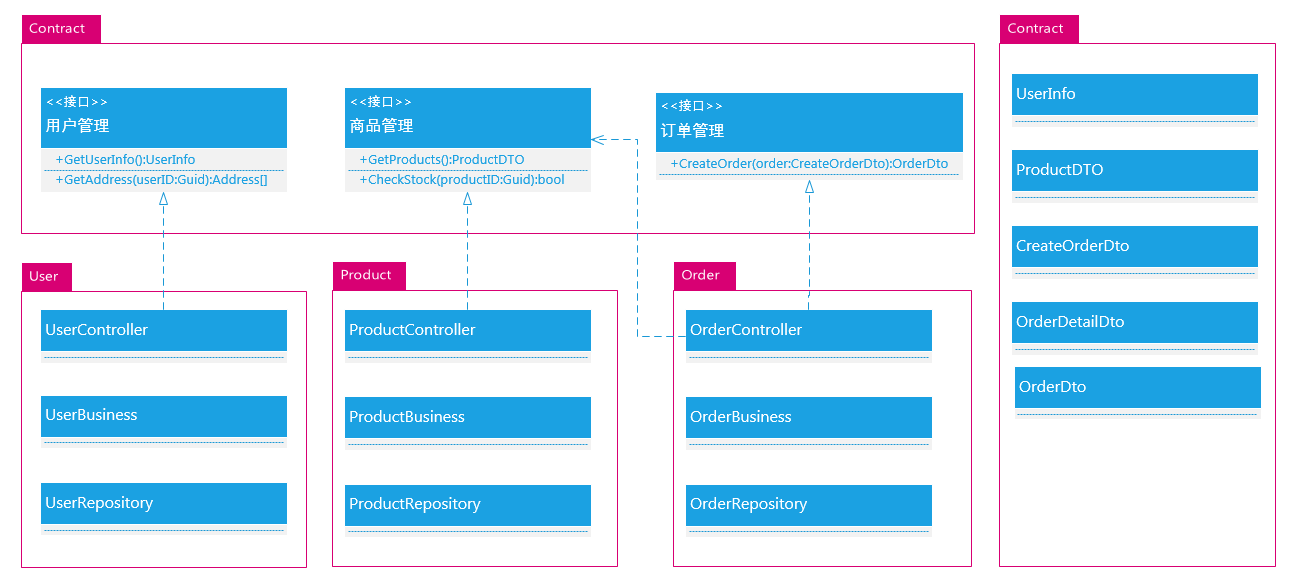 Contract
<<接口>>
用户管理
+GetUserInfo():UserInfo
+GetAddress(userID:Guid):Address[]
<<接口>>
商品管理
+GetProducts():ProductDTO
+CheckStock(productID:Guid):bool
<<接口>>
订单管理
+CreateOrder(order:CreateOrderDto):OrderDto
User
UserController
UserBusiness
UserRepository
Product
ProductController
ProductBusiness
ProductRepository
Order
OrderController
OrderBusiness
OrderRepository
Contract
UserInfo
ProductDTO
CreateOrderDto
OrderDetailDto
OrderDto